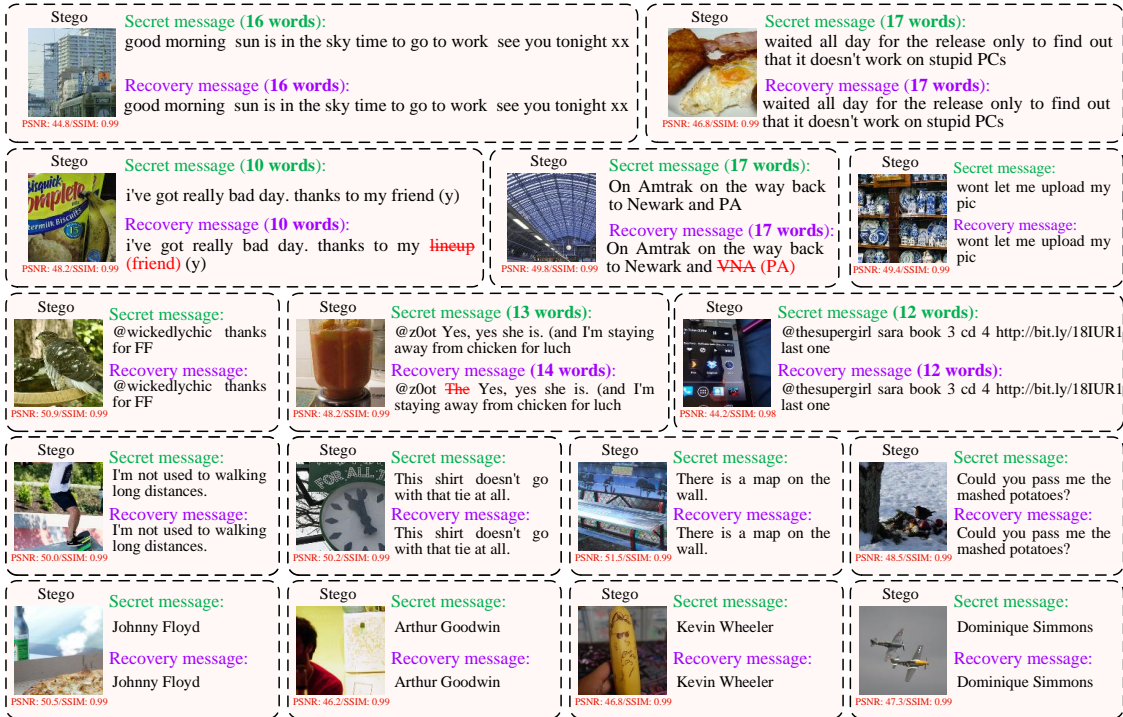 Stego
Secret message (16 words):
good morning sun is in the sky time to go to work see you tonight xx
Recovery message (16 words):
good morning sun is in the sky time to go to work see you tonight xx
PSNR: 44.8/SSIM: 0.99
Stego
Secret message (17 words):
waited all day for the release only to find out
that it doesn't work on stupid PCs
Recovery message (17 words):
waited all day for the release only to find out
that it doesn't work on stupid PCs
PSNR: 46.8/SSIM: 0.99
Stego
Bisquick
Complete
termilk Biscuits
Secret message (10 words):
i've got really bad day. thanks to my friend (y)
Recovery message (10 words):
i've got really bad day. thanks to my lineup
(friend) (y)
PSNR: 48.2/SSIM: 0.99
Stego
Secret message (17 words):
On Amtrak on the way back
to Newark and PA
Recovery message (17 words):
On Amtrak on the way back
to Newark and VNA (PA)
PSNR: 49.8/SSIM: 0.99
Stego
Secret message:
wont let me upload my
pic
Recovery message:
wont let me upload my
pic
PSNR: 49.4/SSIM: 0.99
Stego
Secret message:
@wickedlychic thanks
for FF
Recovery message:
@wickedlychic thanks
for FF
PSNR: 50.9/SSIM: 0.99
Stego
Secret message (13 words):
@z0ot Yes, yes she is. (and I'm staying
away from chicken for luch
Recovery message (14 words):
@z0ot The Yes, yes she is. (and I'm
staying away from chicken for luch
PSNR: 48.2/SSIM: 0.99
Stego
Secret message (12 words):
@thesupergirl sara book 3 cd 4 http://bit.ly/18IUR1
last one
Recovery message (12 words):
@thesupergirl sara book 3 cd 4 http://bit.ly/18IUR1
last one
PSNR: 44.2/SSIM: 0.98
Stego
Secret message:
I'm not used to walking
long distances.
Recovery message:
I'm not used to walking
long distances.
PSNR: 50.0/SSIM: 0.99
Stego
FOR ALL
Secret message:
This shirt doesn't go
with that tie at all.
Recovery message:
This shirt doesn't go
with that tie at all.
PSNR: 50.2/SSIM: 0.99
Stego
Secret message:
There is a map on the
wall.
Recovery message:
There is a map on the
wall.
PSNR: 51.5/SSIM: 0.99
Stego
Secret message:
Could you pass me the
mashed potatoes?
Recovery message:
Could you pass me the
mashed potatoes?
PSNR: 48.5/SSIM: 0.99
Stego
Secret message:
Johnny Floyd
Recovery message:
Johnny Floyd
PSNR: 50.5/SSIM: 0.99
Stego
Secret message:
Arthur Goodwin
Recovery message:
Arthur Goodwin
PSNR: 46.2/SSIM: 0.99
Stego
Secret message:
Kevin Wheeler
Recovery message:
Kevin Wheeler
PSNR: 46.8/SSIM: 0.99
Stego
Secret message:
Dominique Simmons
Recovery message:
Dominique Simmons
PSNR: 47.3/SSIM: 0.99